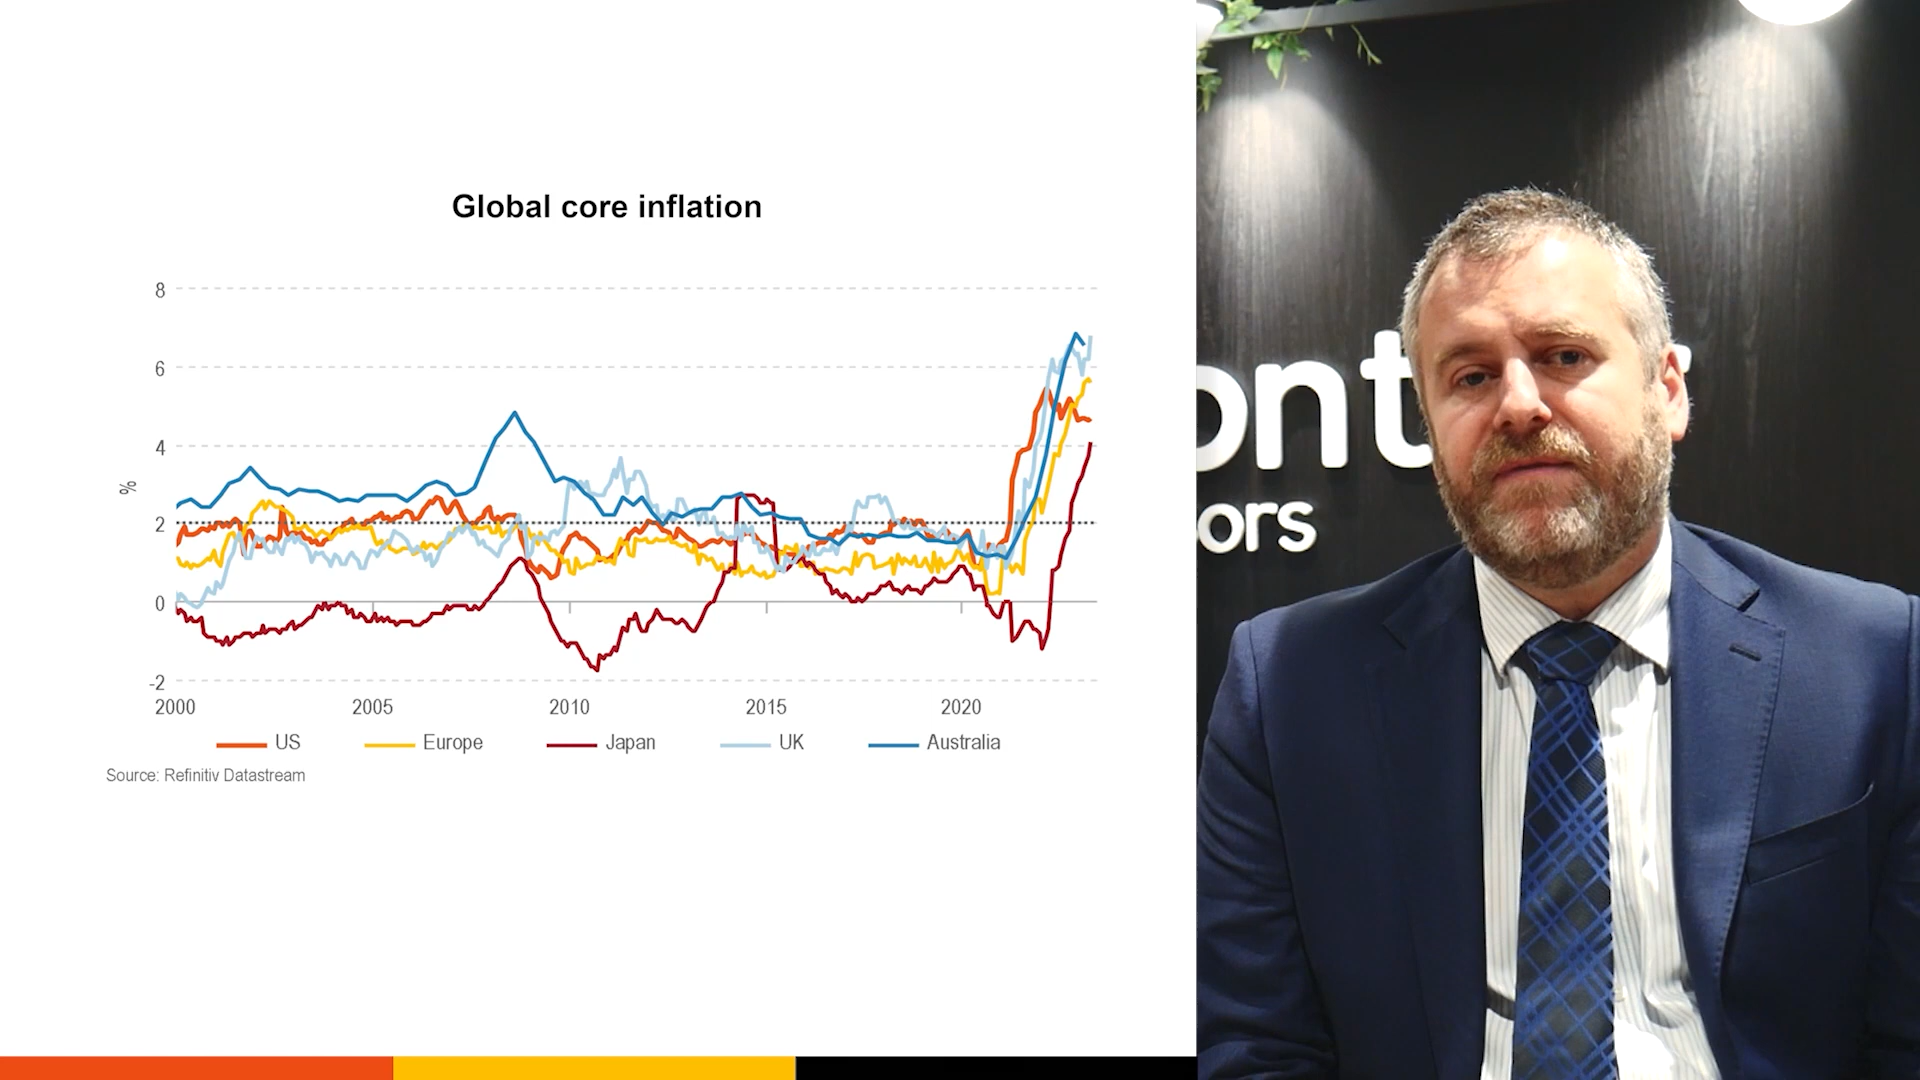 Global core inflation
8
6
4
%
2
0
-2
2000 2005 2010 2015 2020
US Europe Japan UK Australia
Source: Refinitiv Datastream
ont
ors